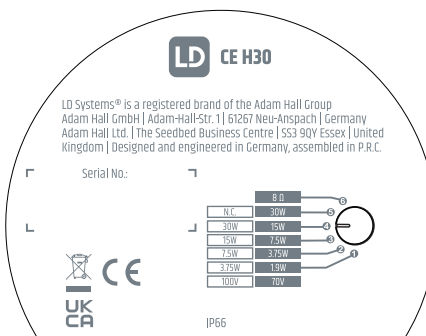 LD CE H30
LD Systems® is a registered brand of the Adam Hall Group
Adam Hall GmbH | Adam-Hall-Str. 1 | 61267 Neu-Anspach | Germany
Adam Hall Ltd. | The Seedbed Business Centre | SS3 9QY Essex | United
Kingdom | Designed and engineered in Germany, assembled in P.R.C.
Serial No.:
8 Ω 6
N.C. 30W 5
30W 15W 4
15W 7.5W 3
7.5W 3.75W 2
3.75W 1.9W 1
100V 70V
CE
UK
CA
IP66